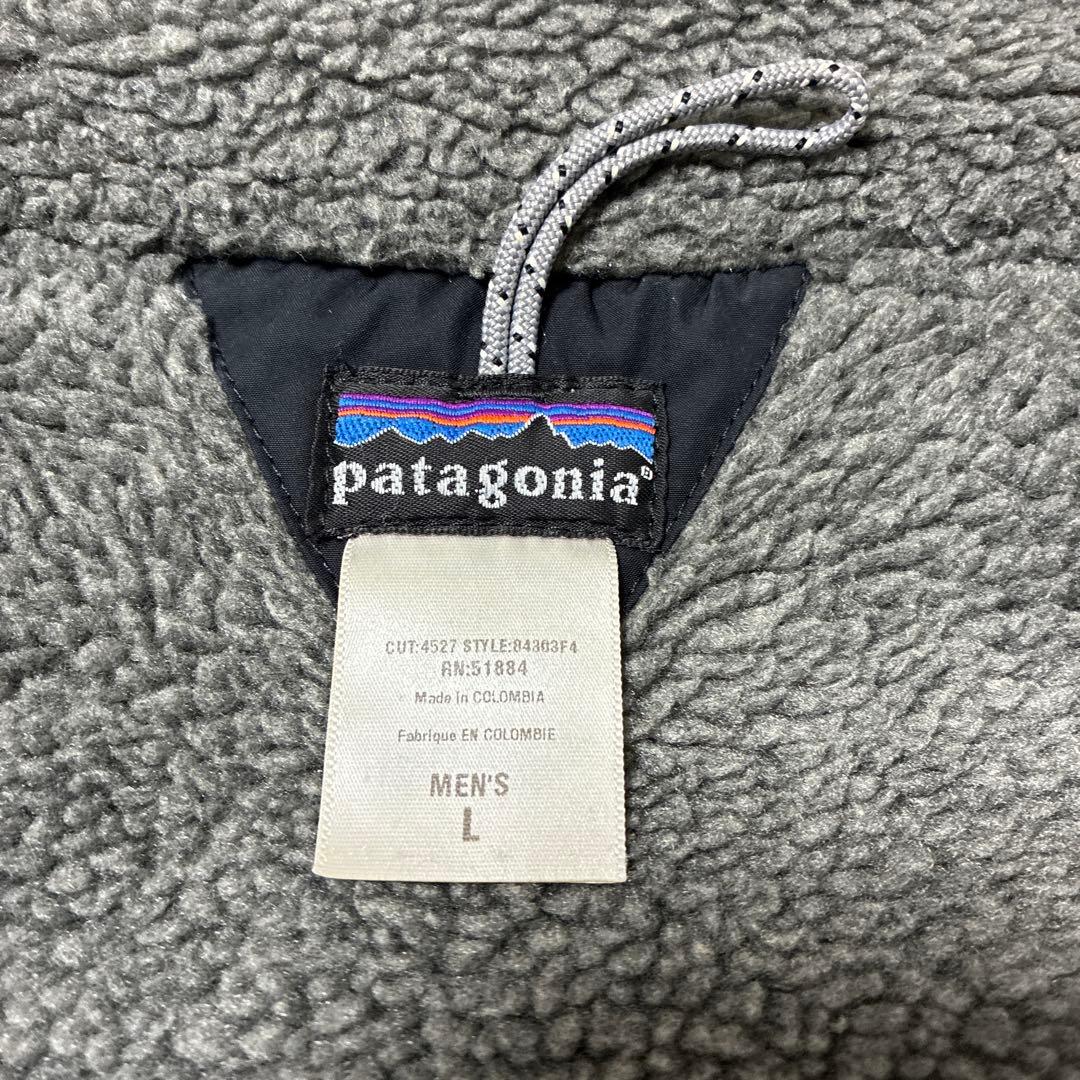 patagonia®
CUT:4527 STYLE:84303F4
RN:51884
Made in COLOMBIA
Fabrique EN COLOMBIE
MEN'S
L